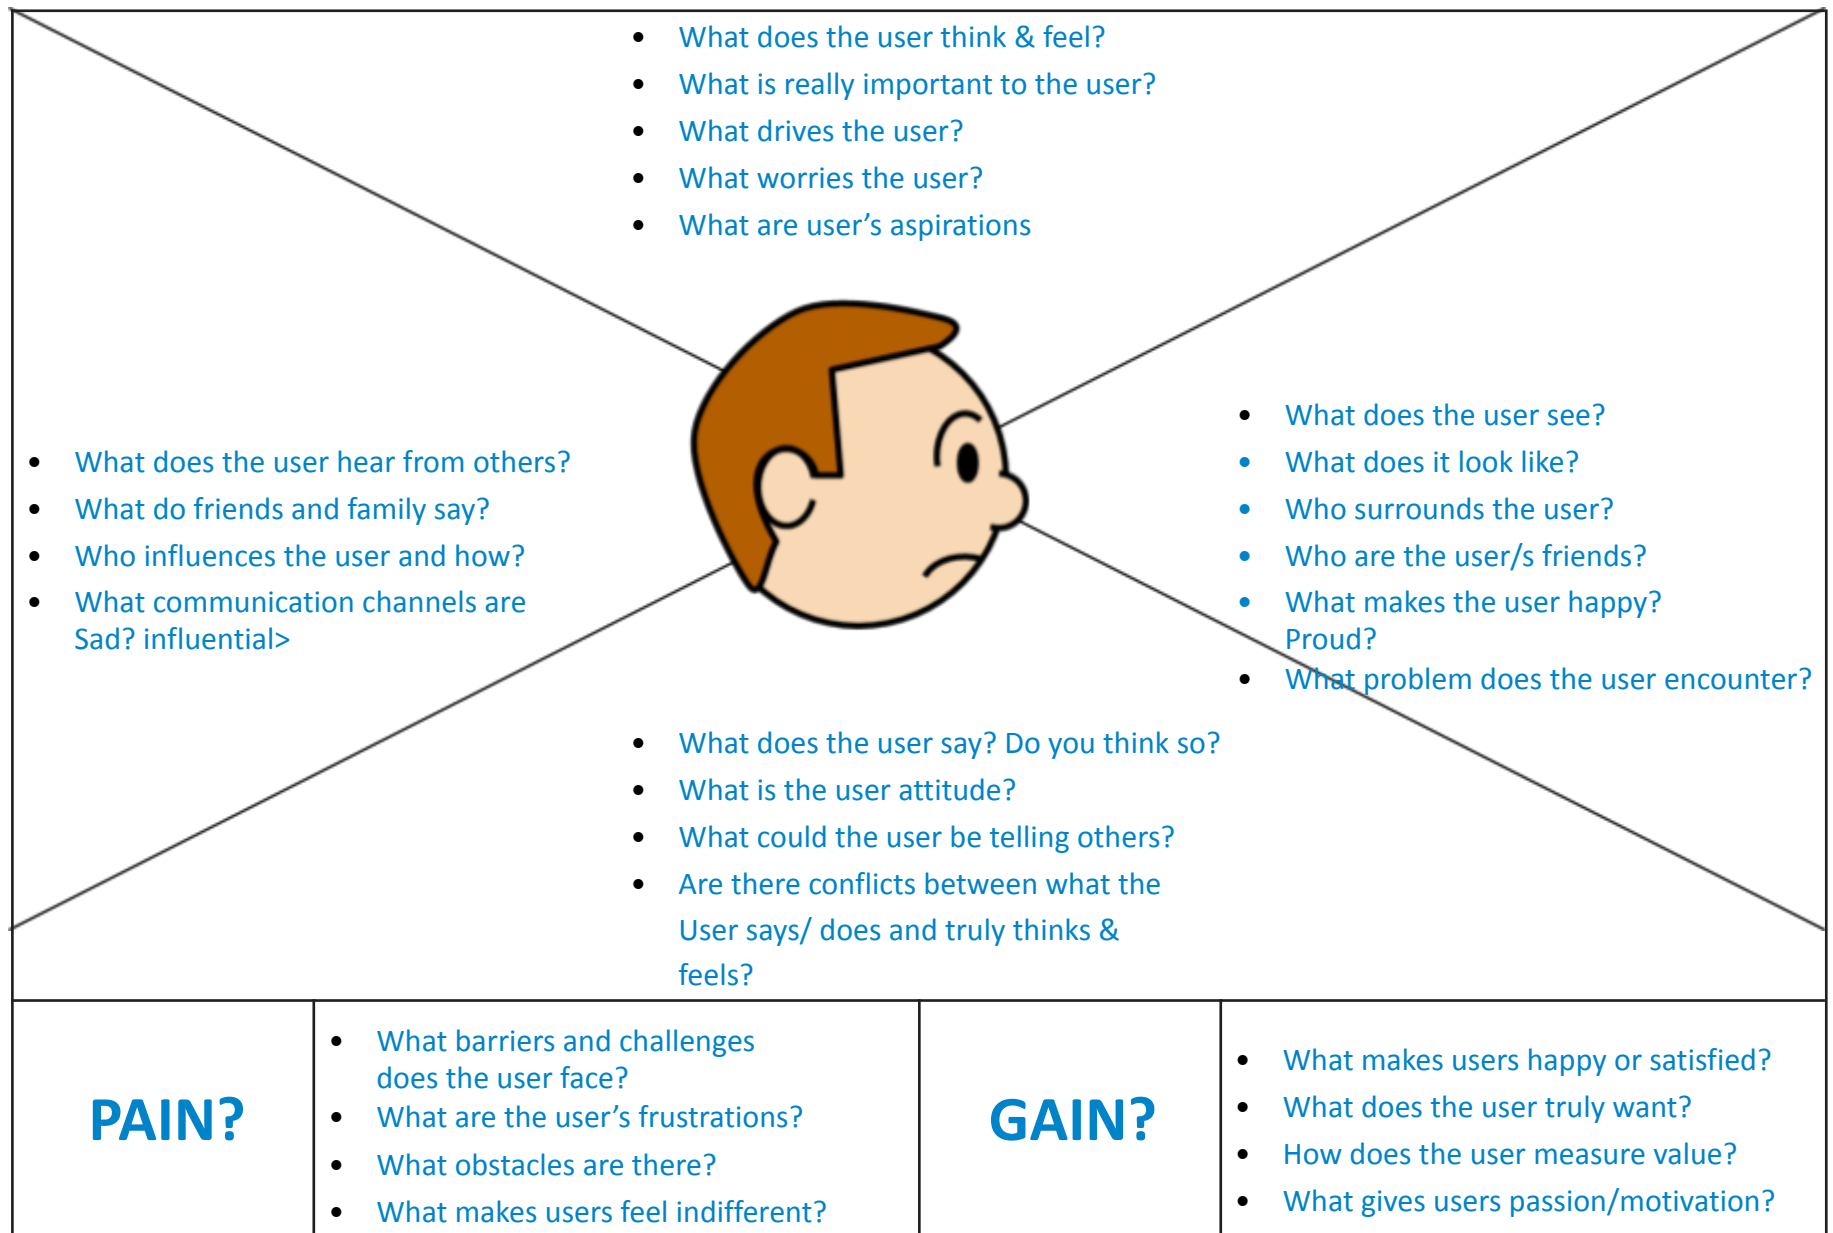 • What does the user think & feel?
• What is really important to the user?
• What drives the user?
• What worries the user?
• What are user’s aspirations
• What does the user hear from others?
• What do friends and family say?
• Who influences the user and how?
• What communication channels are
Sad? influential>
• What does the user see?
• What does it look like?
• Who surrounds the user?
• Who are the user/s friends?
• What makes the user happy?
Proud?
• What problem does the user encounter?
• What does the user say? Do you think so?
• What is the user attitude?
• What could the user be telling others?
• Are there conflicts between what the
User says/ does and truly thinks &
feels?
PAIN?
• What barriers and challenges
does the user face?
• What are the user’s frustrations?
• What obstacles are there?
• What makes users feel indifferent?
GAIN?
• What makes users happy or satisfied?
• What does the user truly want?
• How does the user measure value?
• What gives users passion/motivation?